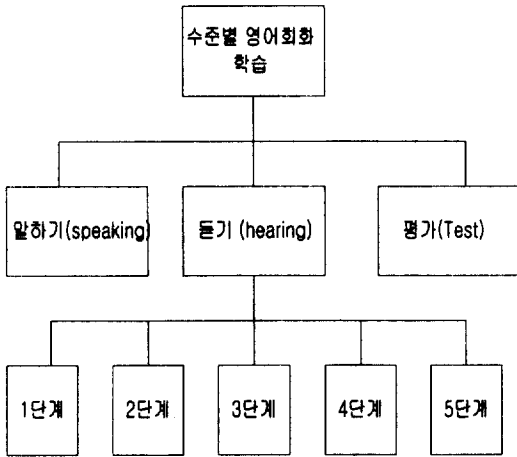 수준별 영어회화
학습
말하기(speaking)
듣기 (hearing)
평가(Test)
1단계
2단계
3단계
4단계
5단계